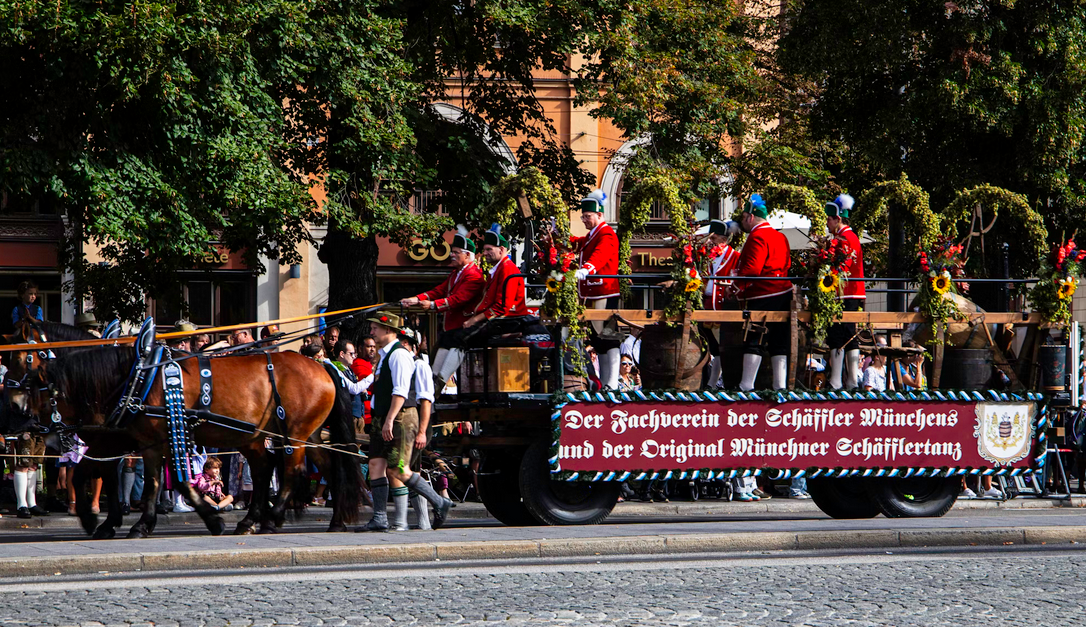 Der Fachverein der Schäffler Münchens
und der Original Münchner Schäfflertanz